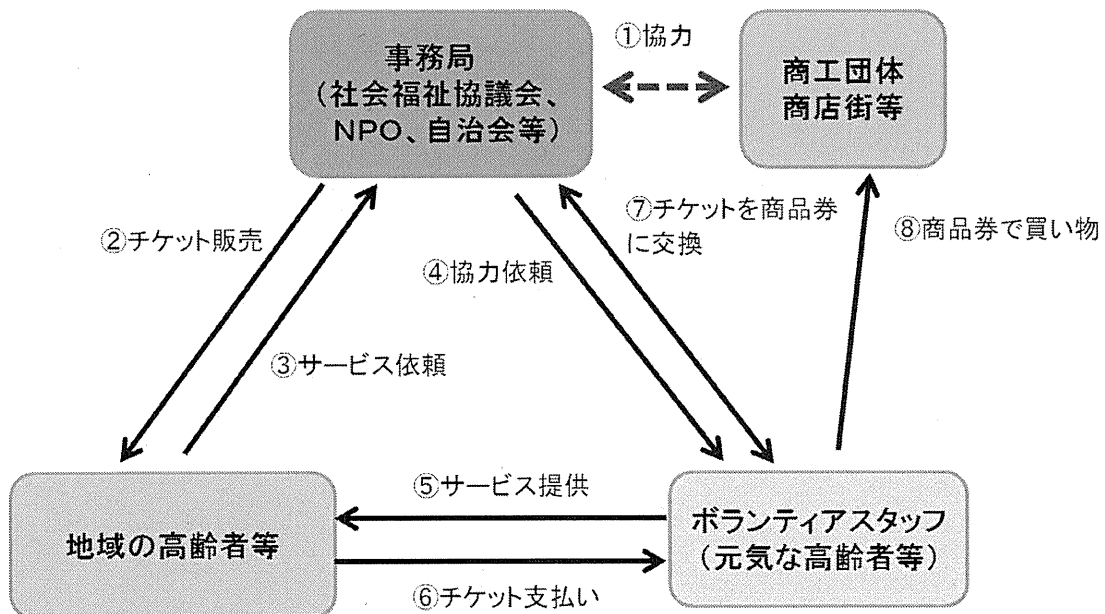 ①協力
事務局
(社会福祉協議会、
NPO、自治会等)
商工団体
商店街等
②チケット販売
③サービス依頼
④協力依頼
⑦チケットを商品券
に交換
⑧商品券で買い物
地域の高齢者等
⑤サービス提供
⑥チケット支払い
ボランティアスタッフ
(元気な高齢者等)